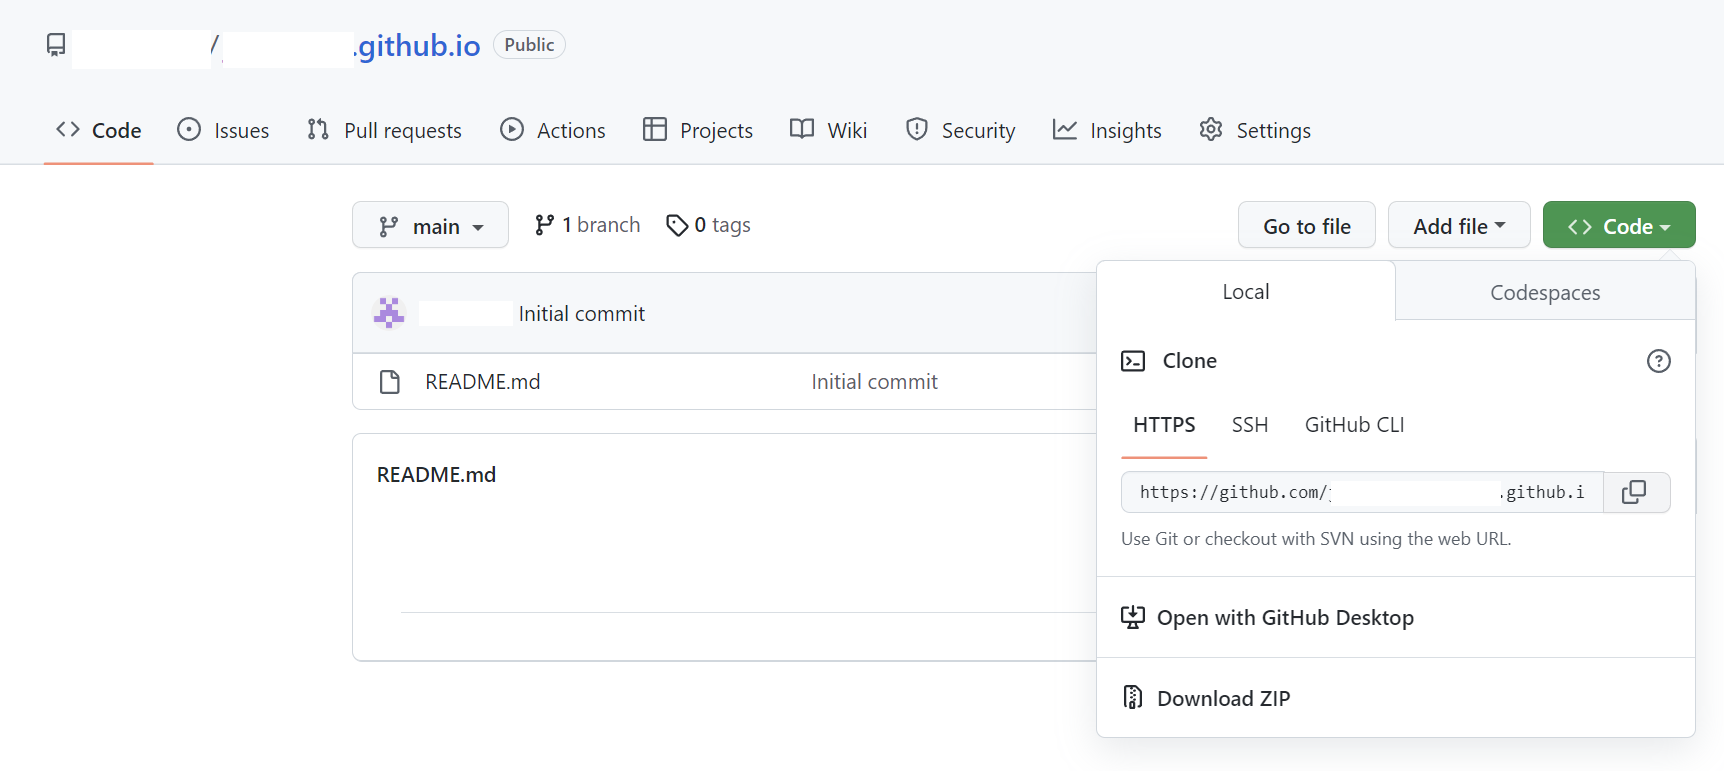 / .github.io Public
Code Issues Pull requests Actions Projects Wiki Security Insights Settings
main 1 branch 0 tags Go to file Add file Code
Local Codespaces
Initial commit
Clone
README.md Initial commit
HTTPS SSH GitHub CLI
README.md
https://github.com/ .github.i
Use Git or checkout with SVN using the web URL.
Open with GitHub Desktop
Download ZIP